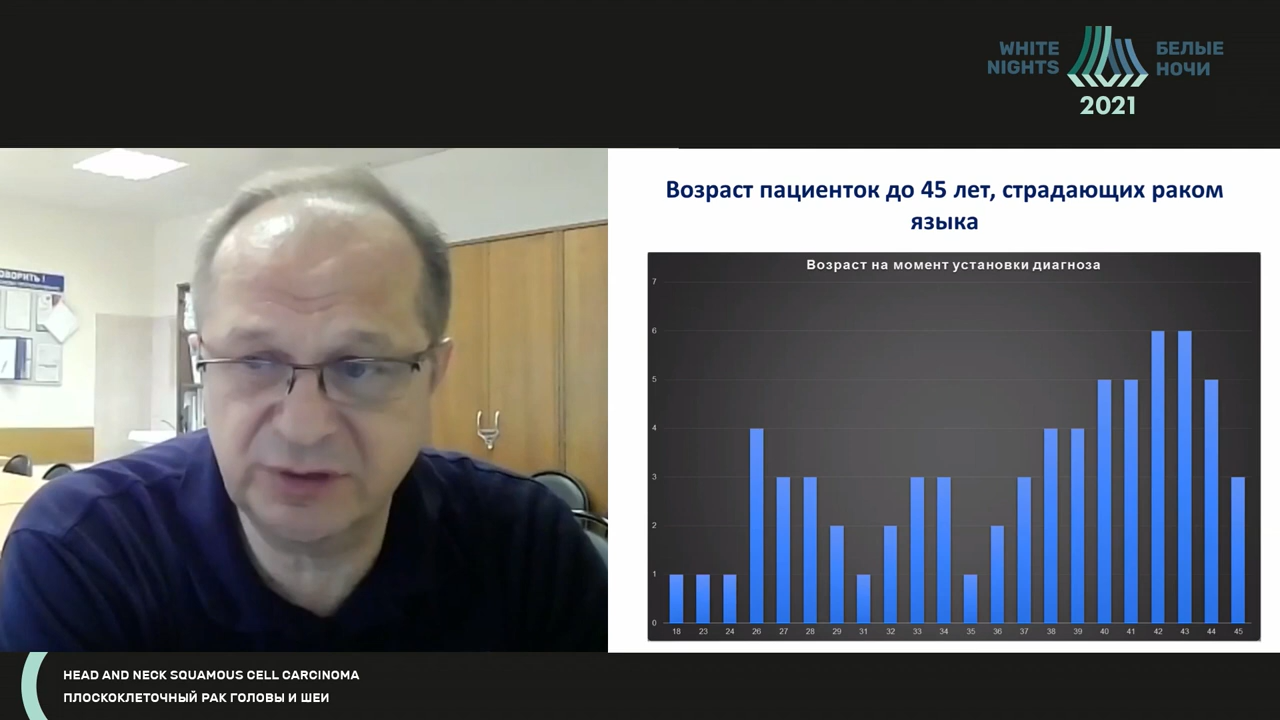 WHITE
NIGHTS
БЕЛЫЕ
НОЧИ
2021
ОВОРИТЬ !
Возраст пациенток до 45 лет, страдающих раком
языка
Возраст на момент установки диагноза
7
6
5
4
3
2
1
0
18 23 24 26 27 28 29 31 32 33 34 35 36 37 38 39 40 41 42 43 44 45
HEAD AND NECK SQUAMOUS CELL CARCINOMA
ПЛОСКОКЛЕТОЧНЫЙ РАК ГОЛОВЫ И ШЕИ